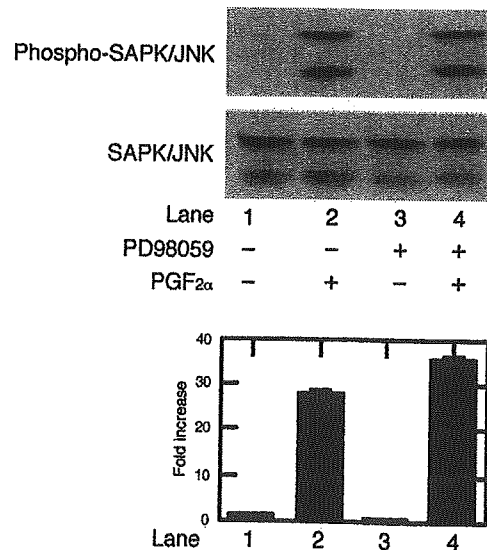 Phospho-SAPK/JNK
SAPK/JNK
Lane 1 2 3 4
PD98059 – – + +
PGF2α – + – +
Fold increase
40
30
20
10
0
Lane 1 2 3 4